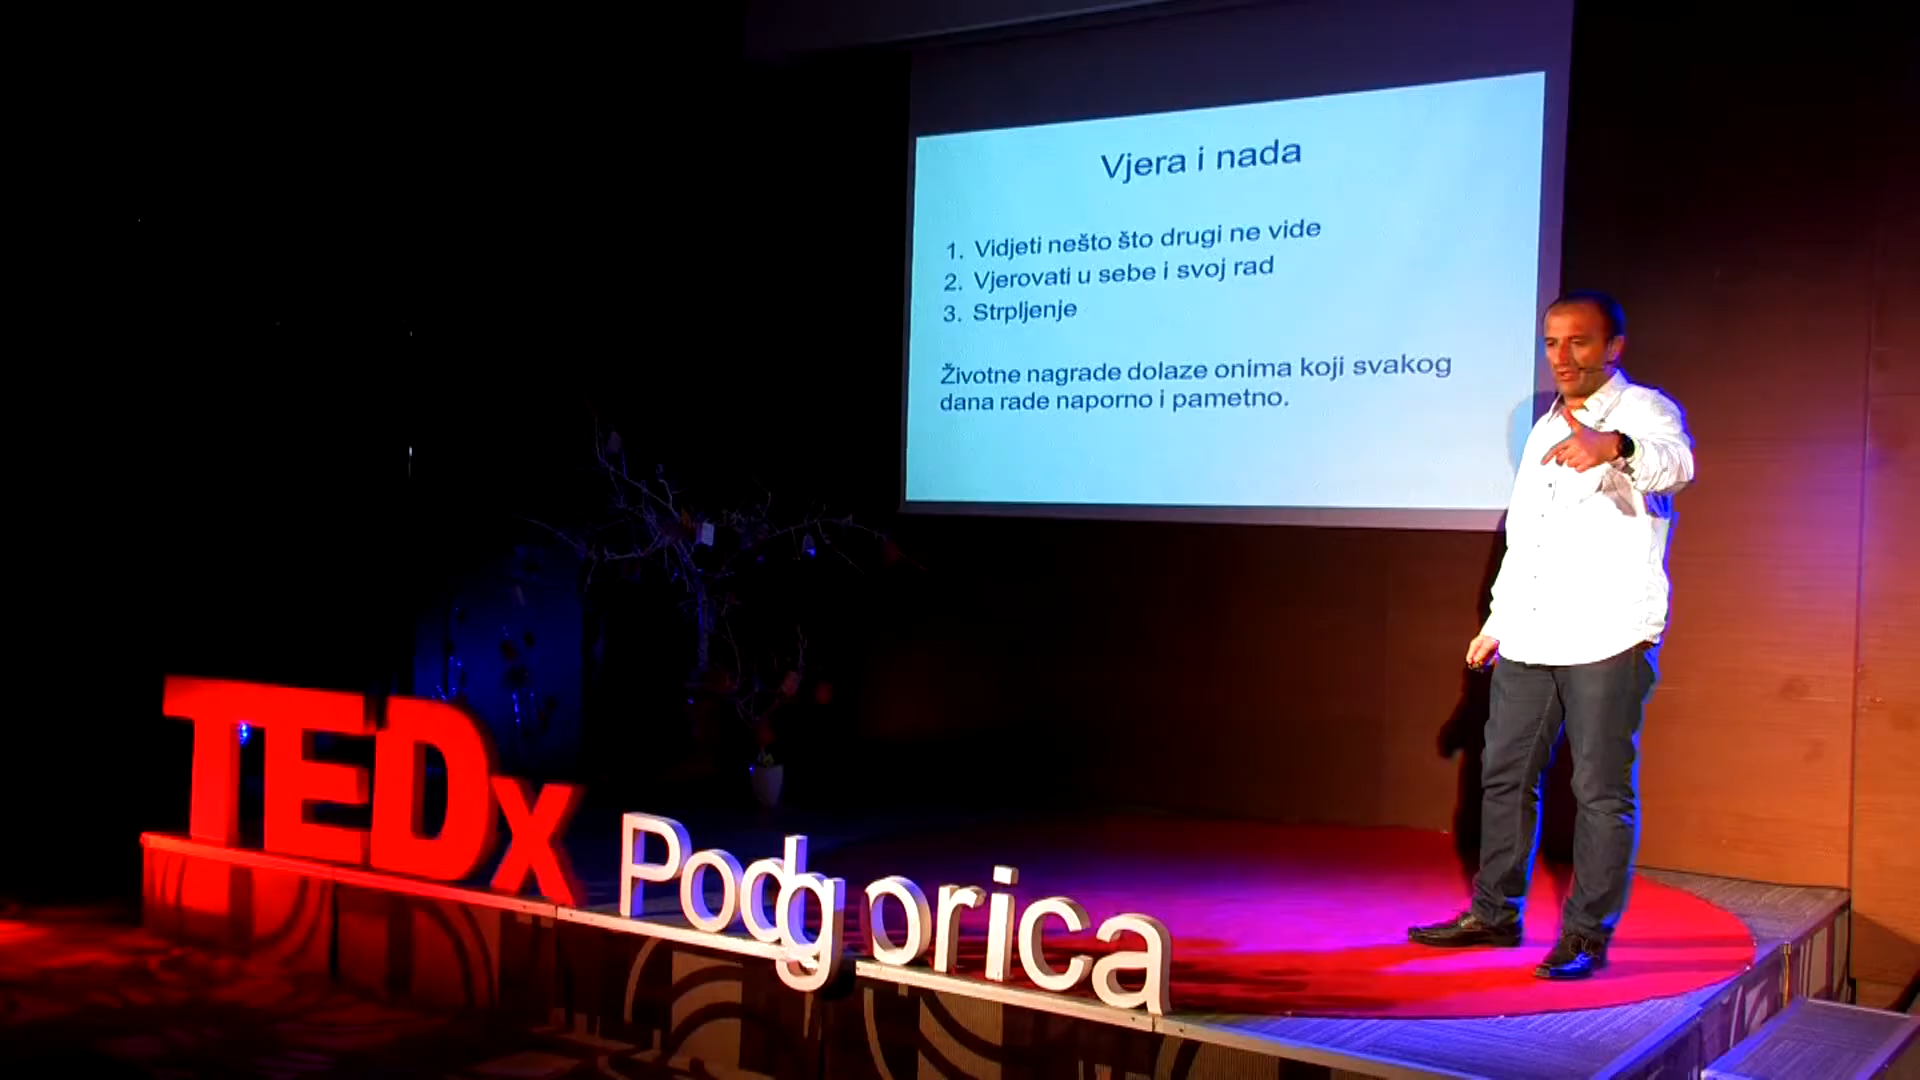 Vjera i nada
1. Vidjeti nešto što drugi ne vide
2. Vjerovati u sebe i svoj rad
3. Strpljenje
Životne nagrade dolaze onima koji svakog
dana rade naporno i pametno.
TEDx
Podgorica